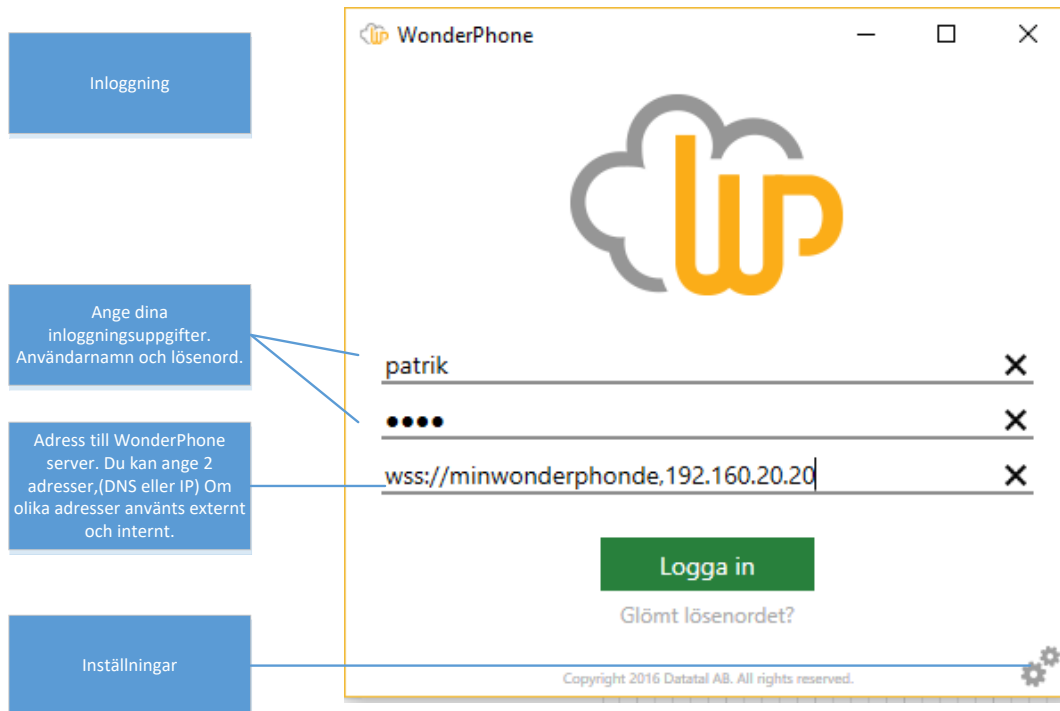 Inloggning
Ange dina
inloggningsuppgifter.
Användarnamn och lösenord.
Adress till WonderPhone
server. Du kan ange 2
adresser,(DNS eller IP) Om
olika adresser använts externt
och internt.
Inställningar
WonderPhone
wp
patrik
wss://minwonderphonde,192.160.20.20
Logga in
Glömt lösenordet?
Copyright 2016 Datatal AB. All rights reserved.